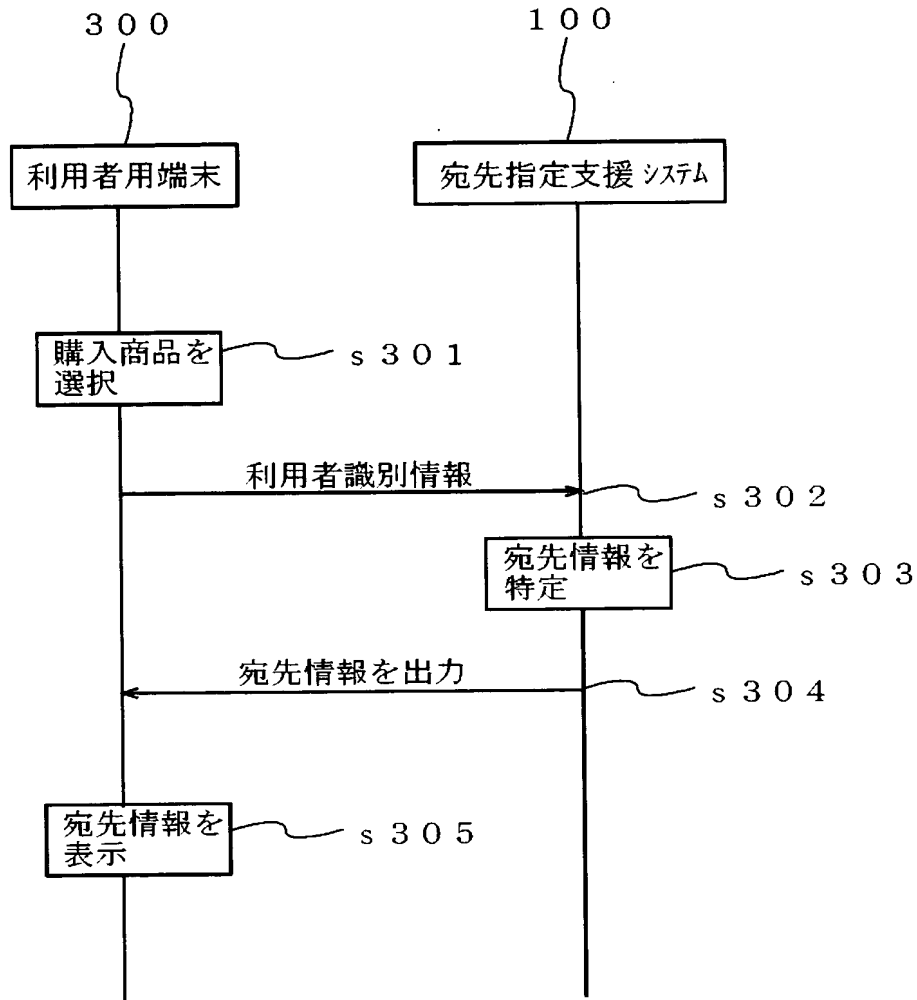 ３００
１００
利用者用端末
宛先指定支援システム
購入商品を
選択
ｓ３０１
利用者識別情報
ｓ３０２
宛先情報を
特定
ｓ３０３
宛先情報を出力
ｓ３０４
宛先情報を
表示
ｓ３０５